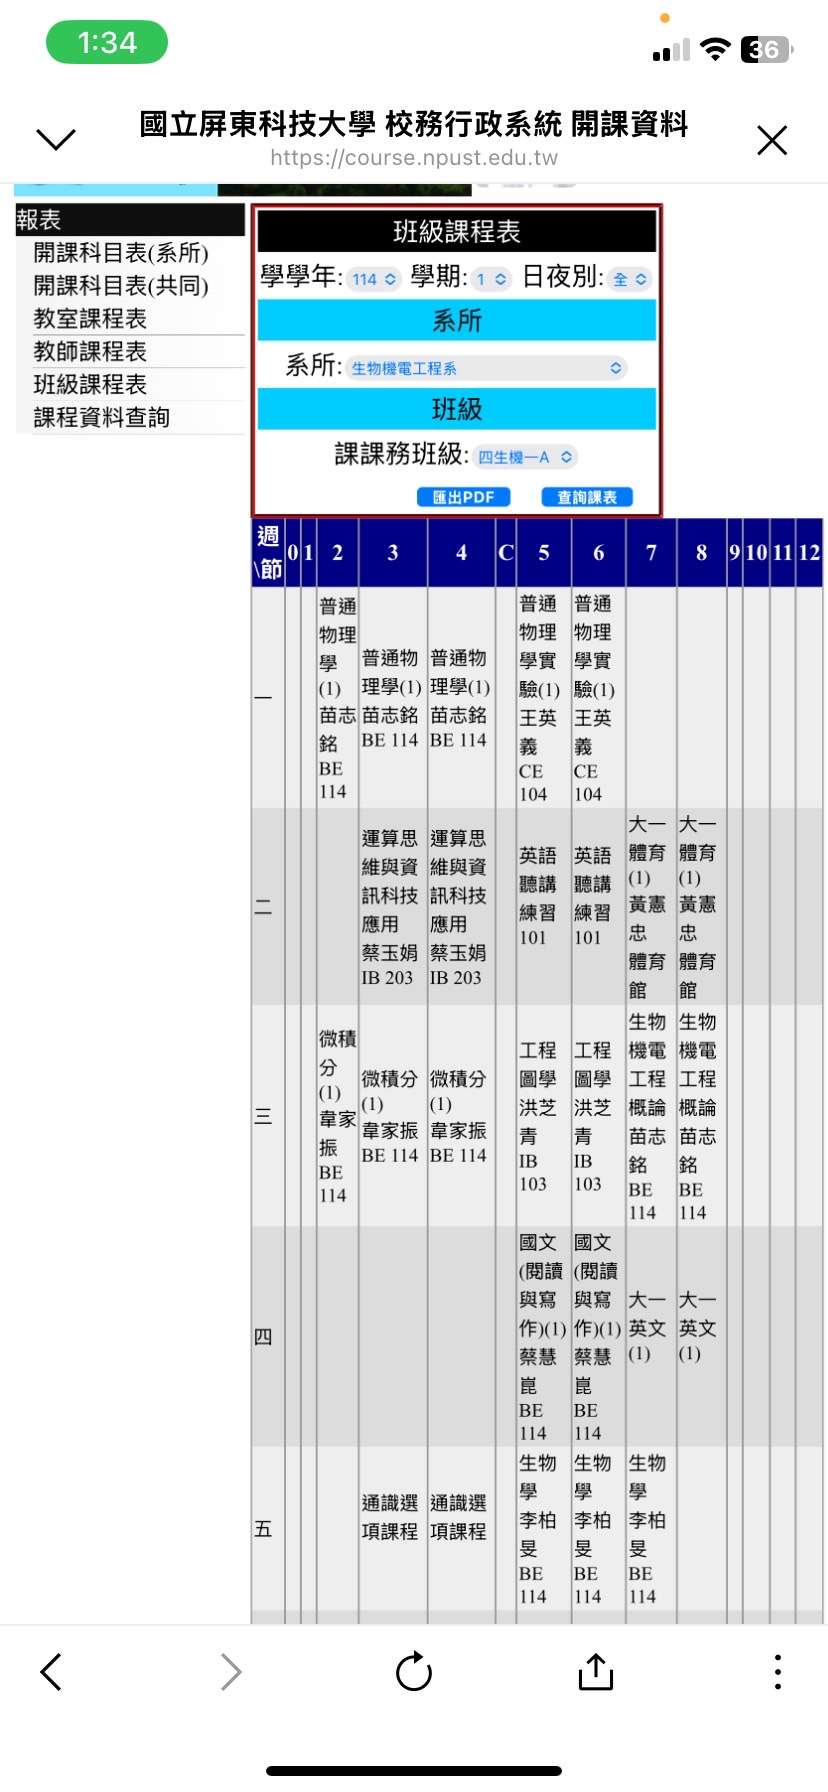 1:34
36
國立屏東科技大學 校務行政系統 開課資料
https://course.npust.edu.tw
報表
開課科目表(系所)
開課科目表(共同)
教室課程表
教師課程表
班級課程表
課程資料查詢
班級課程表
學學年: 114 學期: 1 日夜別: 全
系所
系所: 生物機電工程系
班級
課課務班級: 四生機一A
匯出PDF 查詢課表
週
\節
0 1 2 3 4 C 5 6 7 8 9 10 11 12
一
普通
物理
學
(1)
苗志
銘
BE
114
普通物
理學(1)
苗志銘
BE 114
普通物
理學(1)
苗志銘
BE 114
普通
物理
學實
驗(1)
王英
義
CE
104
普通
物理
學實
驗(1)
王英
義
CE
104
二
運算思
維與資
訊科技
應用
蔡玉娟
IB 203
運算思
維與資
訊科技
應用
蔡玉娟
IB 203
英語
聽講
練習
101
英語
聽講
練習
101
大一
體育
(1)
黃憲
忠
體育
館
大一
體育
(1)
黃憲
忠
體育
館
三
微積
分
(1)
韋家
振
BE
114
微積分
(1)
韋家振
BE 114
微積分
(1)
韋家振
BE 114
工程
圖學
洪芝
青
IB
103
工程
圖學
洪芝
青
IB
103
生物
機電
工程
概論
苗志
銘
BE
114
生物
機電
工程
概論
苗志
銘
BE
114
四
國文
(閱讀
與寫
作)(1)
蔡慧
崑
BE
114
國文
(閱讀
與寫
作)(1)
蔡慧
崑
BE
114
大一
英文
(1)
大一
英文
(1)
五
通識選
項課程
通識選
項課程
生物
學
李柏
旻
BE
114
生物
學
李柏
旻
BE
114
生物
學
李柏
旻
BE
114